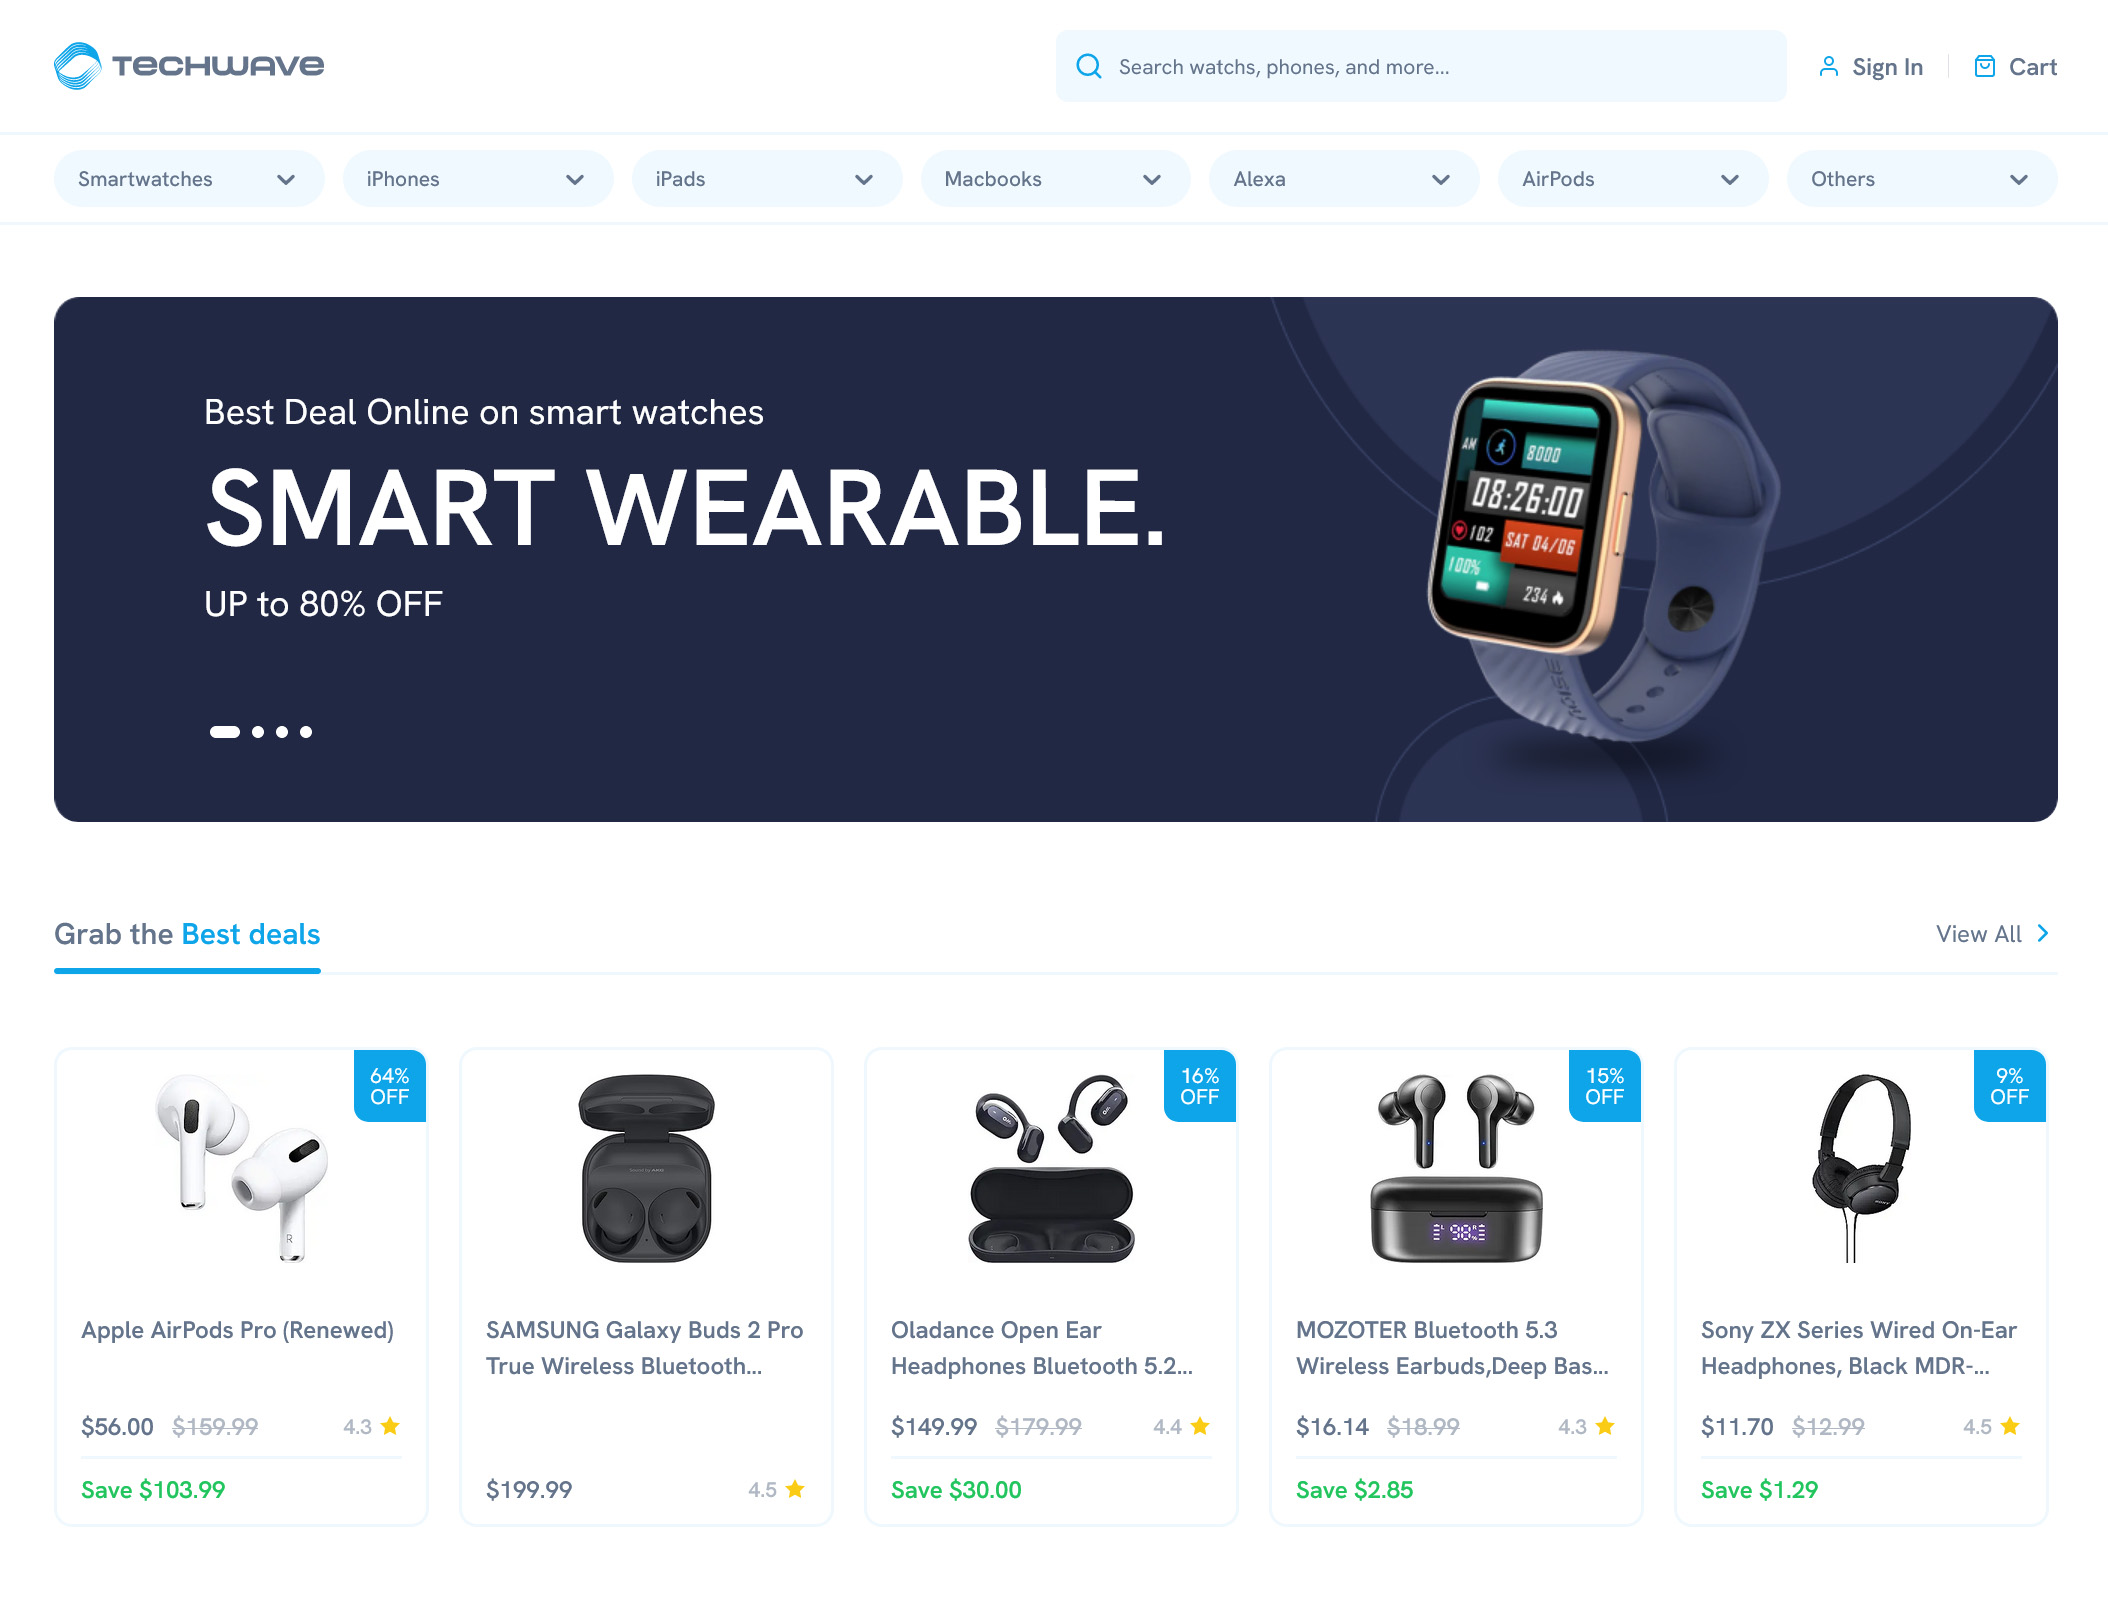 TECHWAVE
Search watchs, phones, and more...
Sign In
Cart
Smartwatches
iPhones
iPads
Macbooks
Alexa
AirPods
Others
Best Deal Online on smart watches
SMART WEARABLE.
UP to 80% OFF
AM
8000
08:26:00
102
SAT 04/06
100%
234
noise
Grab the Best deals
View All
64%
OFF
R
Apple AirPods Pro (Renewed)
$56.00 $159.99 4.3
Save $103.99
Sound by AKG
SAMSUNG Galaxy Buds 2 Pro
True Wireless Bluetooth...
$199.99 4.5
16%
OFF
Oladance Open Ear
Headphones Bluetooth 5.2...
$149.99 $179.99 4.4
Save $30.00
15%
OFF
L 98% R
MOZOTER Bluetooth 5.3
Wireless Earbuds,Deep Bas...
$16.14 $18.99 4.3
Save $2.85
9%
OFF
SONY
Sony ZX Series Wired On-Ear
Headphones, Black MDR-...
$11.70 $12.99 4.5
Save $1.29